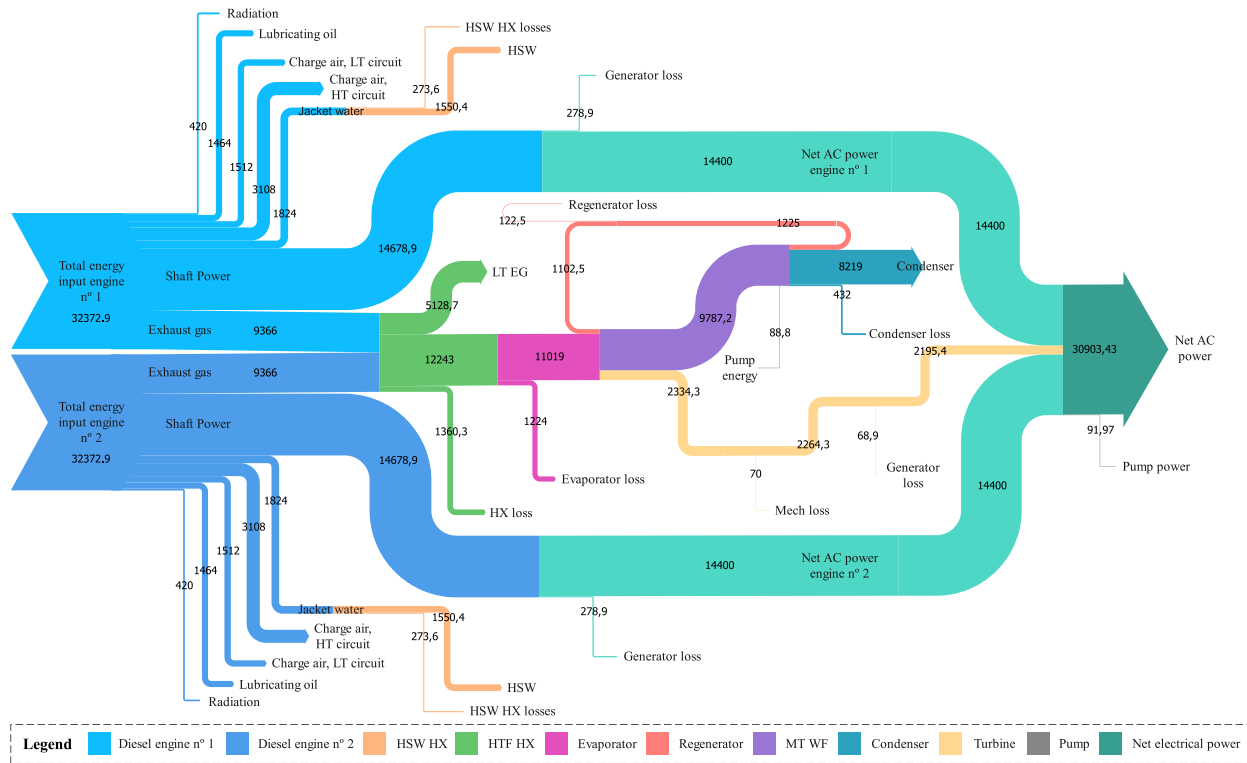 Radiation
Lubricating oil
Charge air, LT circuit
Charge air,
HT circuit
Jacket water
HSW HX losses
HSW
273,6
1550,4
Generator loss
278,9
420
1464
1512
3108
1824
14400
Net AC power
engine nº 1
Regenerator loss
122,5
1225
14678,9
14400
Total energy
input engine
nº 1
32372.9
Shaft Power
LT EG
1102,5
8219
Condenser
5128,7
432
9787,2
88,8
Condenser loss
Exhaust gas
9366
12243
11019
Pump
energy
2195,4
30903,43
Net AC
power
Exhaust gas
9366
2334,3
Total energy
input engine
nº 2
32372.9
Shaft Power
1360,3
1224
2264,3
68,9
91,97
14678,9
70
Generator
loss
Pump power
Evaporator loss
Mech loss
HX loss
14400
1824
3108
1512
1464
420
14400
Net AC power
engine nº 2
278,9
Jacket water
1550,4
273,6
Charge air,
HT circuit
Generator loss
Charge air, LT circuit
Lubricating oil
HSW
Radiation
HSW HX losses
Legend
Diesel engine nº 1
Diesel engine nº 2
HSW HX
HTF HX
Evaporator
Regenerator
MT WF
Condenser
Turbine
Pump
Net electrical power